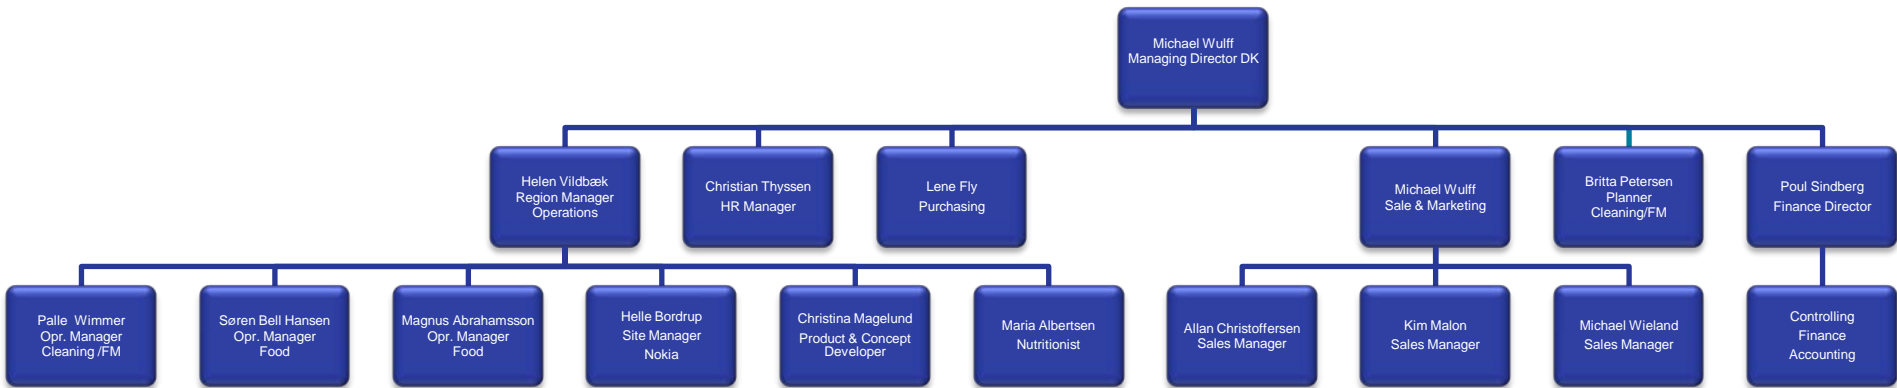 Michael Wulff
Managing Director DK
Helen Vildbæk
Region Manager
Operations
Christian Thyssen
HR Manager
Lene Fly
Purchasing
Michael Wulff
Sale & Marketing
Britta Petersen
Planner
Cleaning/FM
Poul Sindberg
Finance Director
Palle Wimmer
Opr. Manager
Cleaning /FM
Søren Bell Hansen
Opr. Manager
Food
Magnus Abrahamsson
Opr. Manager
Food
Helle Bordrup
Site Manager
Nokia
Christina Magelund
Product & Concept
Developer
Maria Albertsen
Nutritionist
Allan Christoffersen
Sales Manager
Kim Malon
Sales Manager
Michael Wieland
Sales Manager
Controlling
Finance
Accounting